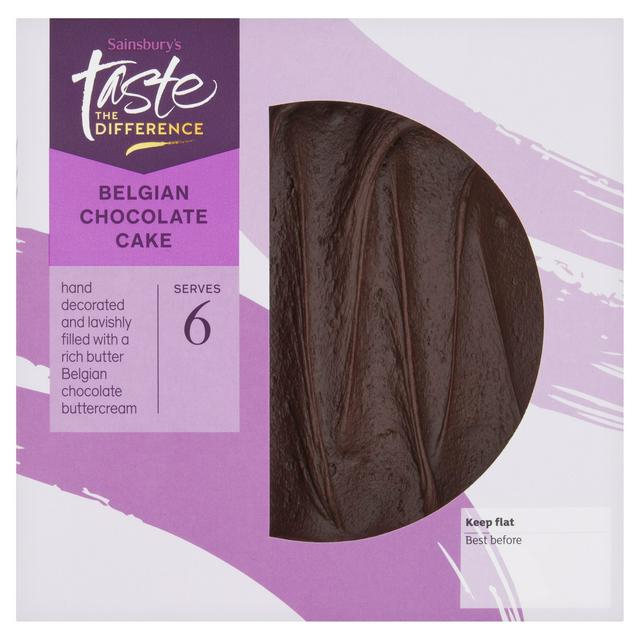 Sainsbury's
taste
THE
DIFFERENCE
BELGIAN
CHOCOLATE
CAKE
hand
decorated
and lavishly
filled with a
rich butter
Belgian
chocolate
buttercream
SERVES
6
Keep flat
Best before